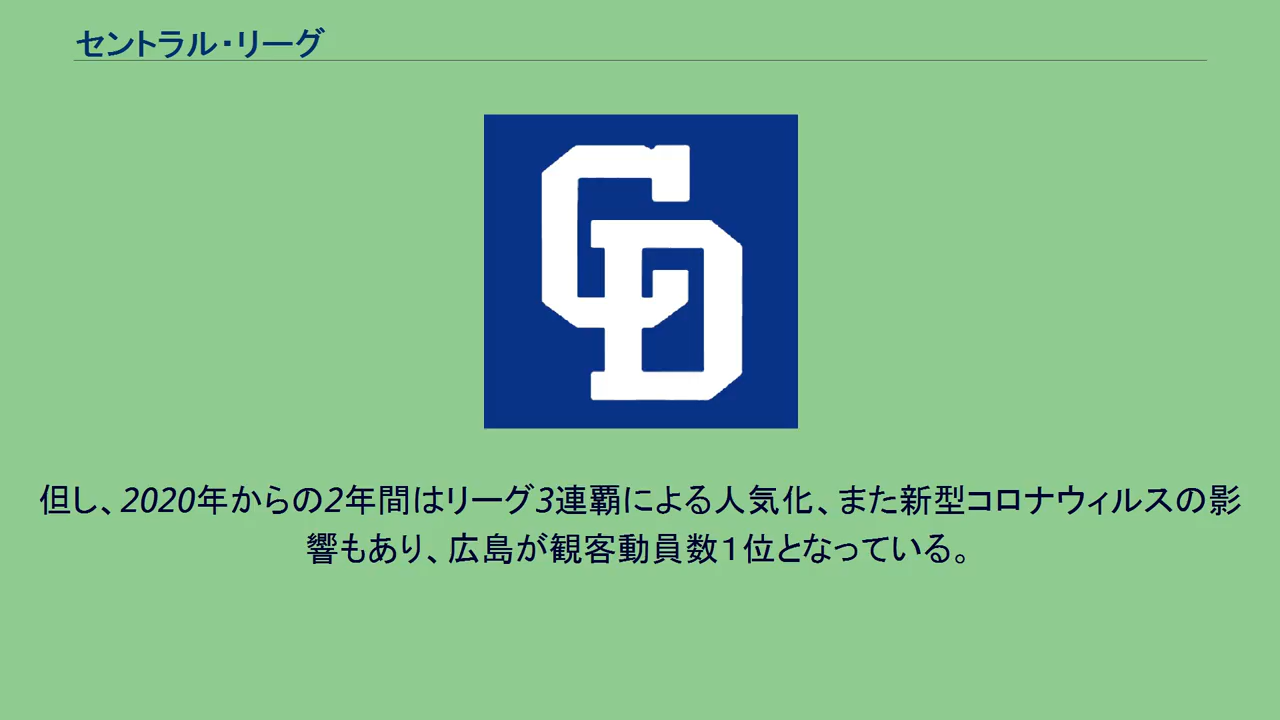 セントラル・リーグ
CD
但し、2020年からの2年間はリーグ3連覇による人気化、また新型コロナウィルスの影
響もあり、広島が観客動員数１位となっている。